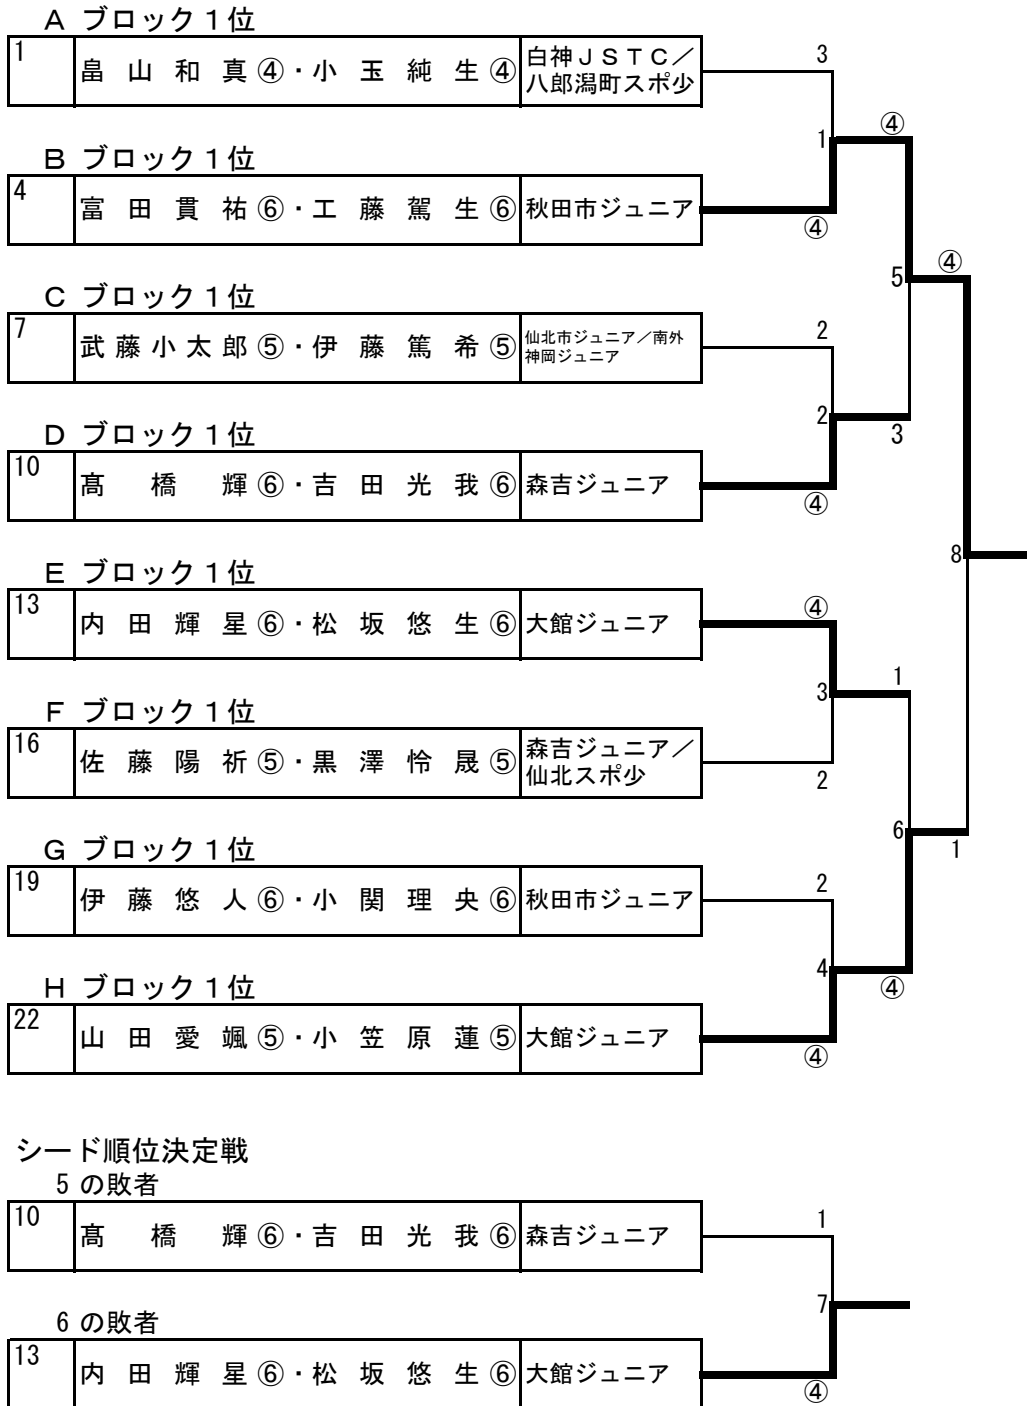 A ブロック１位
1
畠山和真④・小玉純生④
白神ＪＳＴＣ／
八郎潟町スポ少
3
④
1
B ブロック１位
4
富田貫祐⑥・工藤駕生⑥
秋田市ジュニア
④
④
5
C ブロック１位
7
武藤小太郎⑤・伊藤篤希⑤
仙北市ジュニア／南外
神岡ジュニア
2
2
3
D ブロック１位
10
髙橋輝⑥・吉田光我⑥
森吉ジュニア
④
8
E ブロック１位
13
内田輝星⑥・松坂悠生⑥
大館ジュニア
④
1
3
F ブロック１位
16
佐藤陽祈⑤・黒澤怜晟⑤
森吉ジュニア／
仙北スポ少
2
6
1
G ブロック１位
19
伊藤悠人⑥・小関理央⑥
秋田市ジュニア
2
4
④
H ブロック１位
22
山田愛颯⑤・小笠原蓮⑤
大館ジュニア
④
シード順位決定戦
5 の敗者
10
髙橋輝⑥・吉田光我⑥
森吉ジュニア
1
7
6 の敗者
13
内田輝星⑥・松坂悠生⑥
大館ジュニア
④